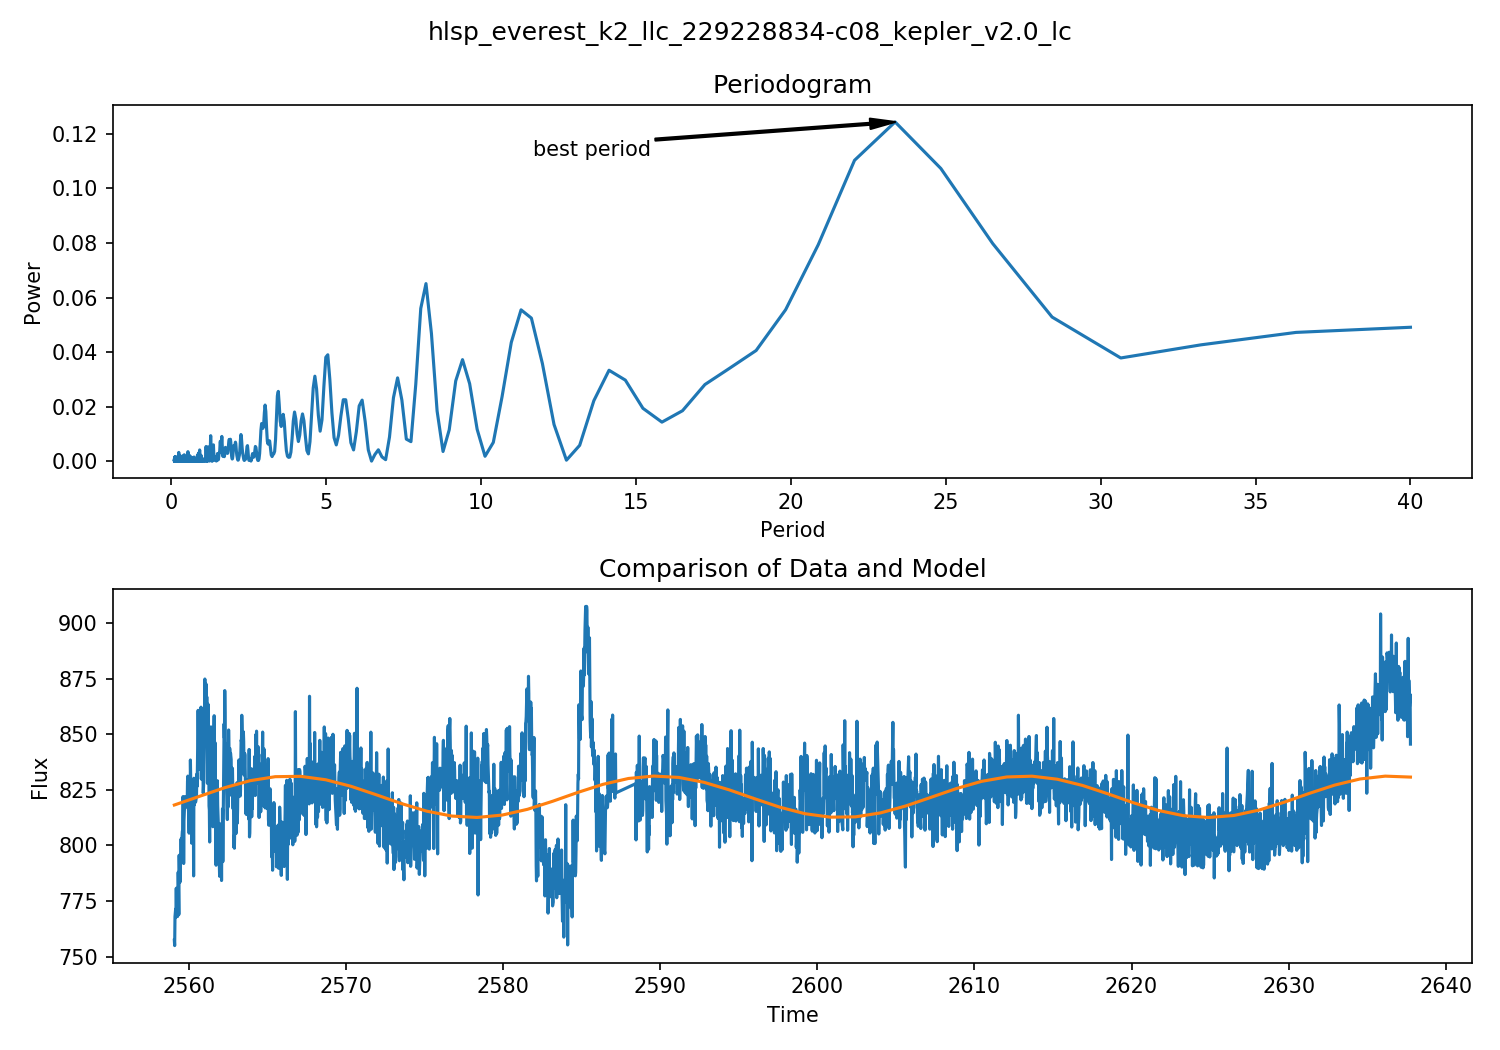 hlsp_everest_k2_llc_229228834-c08_kepler_v2.0_lc
Periodogram
0.12
0.10
0.08
0.06
0.04
0.02
0.00
Power
best period
0 5 10 15 20 25 30 35 40
Period
Comparison of Data and Model
900
875
850
825
800
775
750
Flux
2560 2570 2580 2590 2600 2610 2620 2630 2640
Time